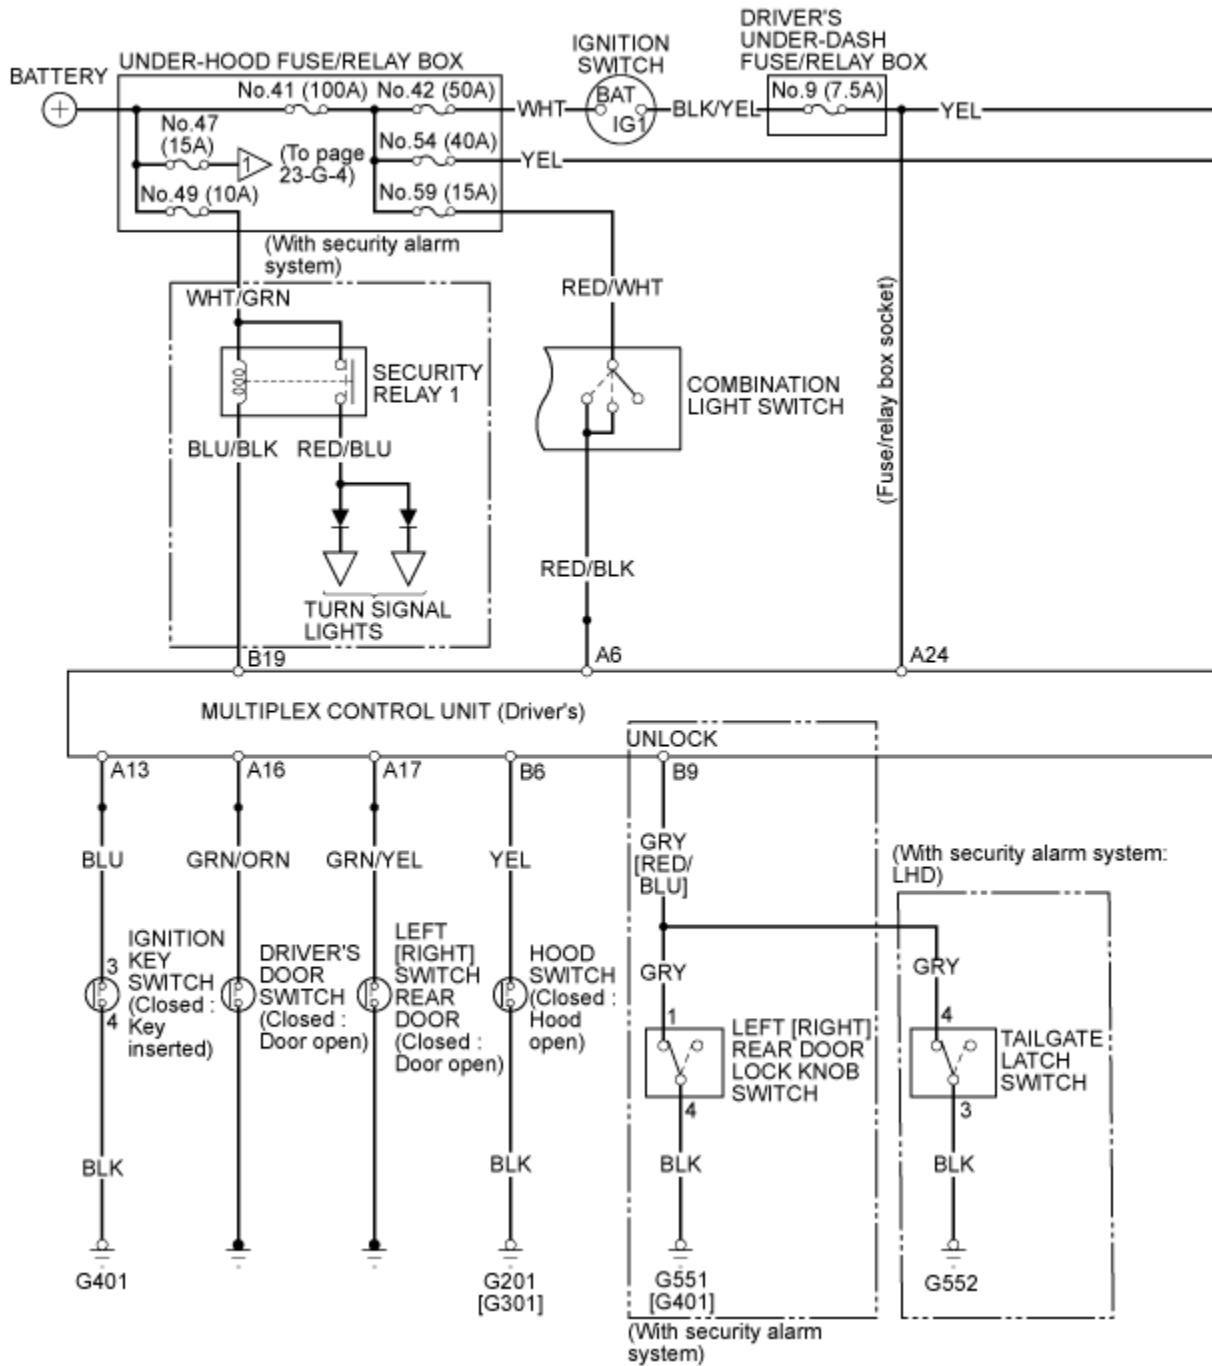 DRIVER'S
UNDER-DASH
FUSE/RELAY BOX
IGNITION
SWITCH
UNDER-HOOD FUSE/RELAY BOX
BATTERY
No.41 (100A)
No.42 (50A)
WHT
BAT
IG1
BLK/YEL
No.9 (7.5A)
YEL
No.47
(15A)
1
(To page
23-G-4)
No.54 (40A)
YEL
No.49 (10A)
No.59 (15A)
(With security alarm
system)
WHT/GRN
RED/WHT
(Fuse/relay box socket)
SECURITY
RELAY 1
COMBINATION
LIGHT SWITCH
BLU/BLK
RED/BLU
RED/BLK
TURN SIGNAL
LIGHTS
B19
A6
A24
MULTIPLEX CONTROL UNIT (Driver's)
UNLOCK
A13
A16
A17
B6
B9
BLU
GRN/ORN
GRN/YEL
YEL
GRY
[RED/
BLU]
(With security alarm system:
LHD)
3
4
IGNITION
KEY
SWITCH
(Closed :
Key
inserted)
DRIVER'S
DOOR
SWITCH
(Closed :
Door open)
LEFT
[RIGHT]
SWITCH
REAR
DOOR
(Closed :
Door open)
HOOD
SWITCH
(Closed :
Hood
open)
GRY
GRY
1
4
LEFT [RIGHT]
REAR DOOR
LOCK KNOB
SWITCH
4
3
TAILGATE
LATCH
SWITCH
BLK
BLK
BLK
BLK
G401
G201
[G301]
G551
[G401]
G552
(With security alarm
system)